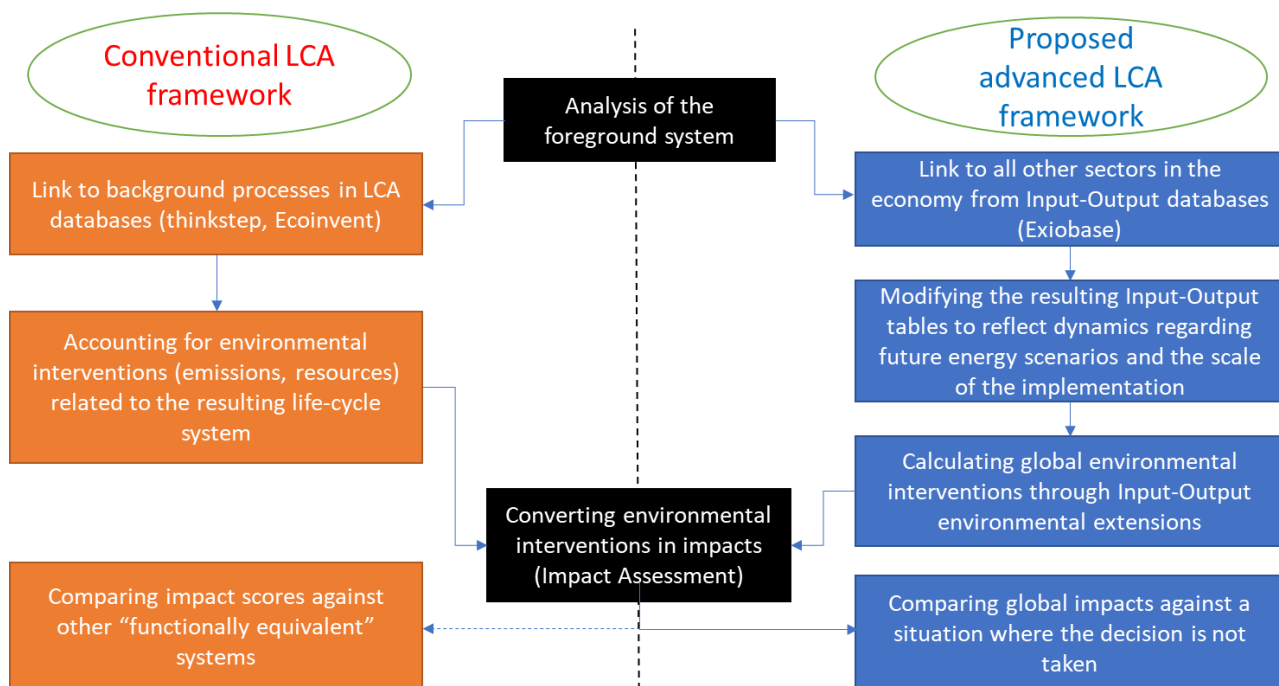 Conventional LCA
framework
Proposed
advanced LCA
framework
Analysis of the
foreground system
Link to background processes in LCA
databases (thinkstep, Ecoinvent)
Link to all other sectors in the
economy from Input-Output databases
(Exiobase)
Accounting for environmental
interventions (emissions, resources)
related to the resulting life-cycle
system
Modifying the resulting Input-Output
tables to reflect dynamics regarding
future energy scenarios and the scale
of the implementation
Calculating global environmental
interventions through Input-Output
environmental extensions
Converting environmental
interventions in impacts
(Impact Assessment)
Comparing impact scores against
other “functionally equivalent”
systems
Comparing global impacts against a
situation where the decision is not
taken